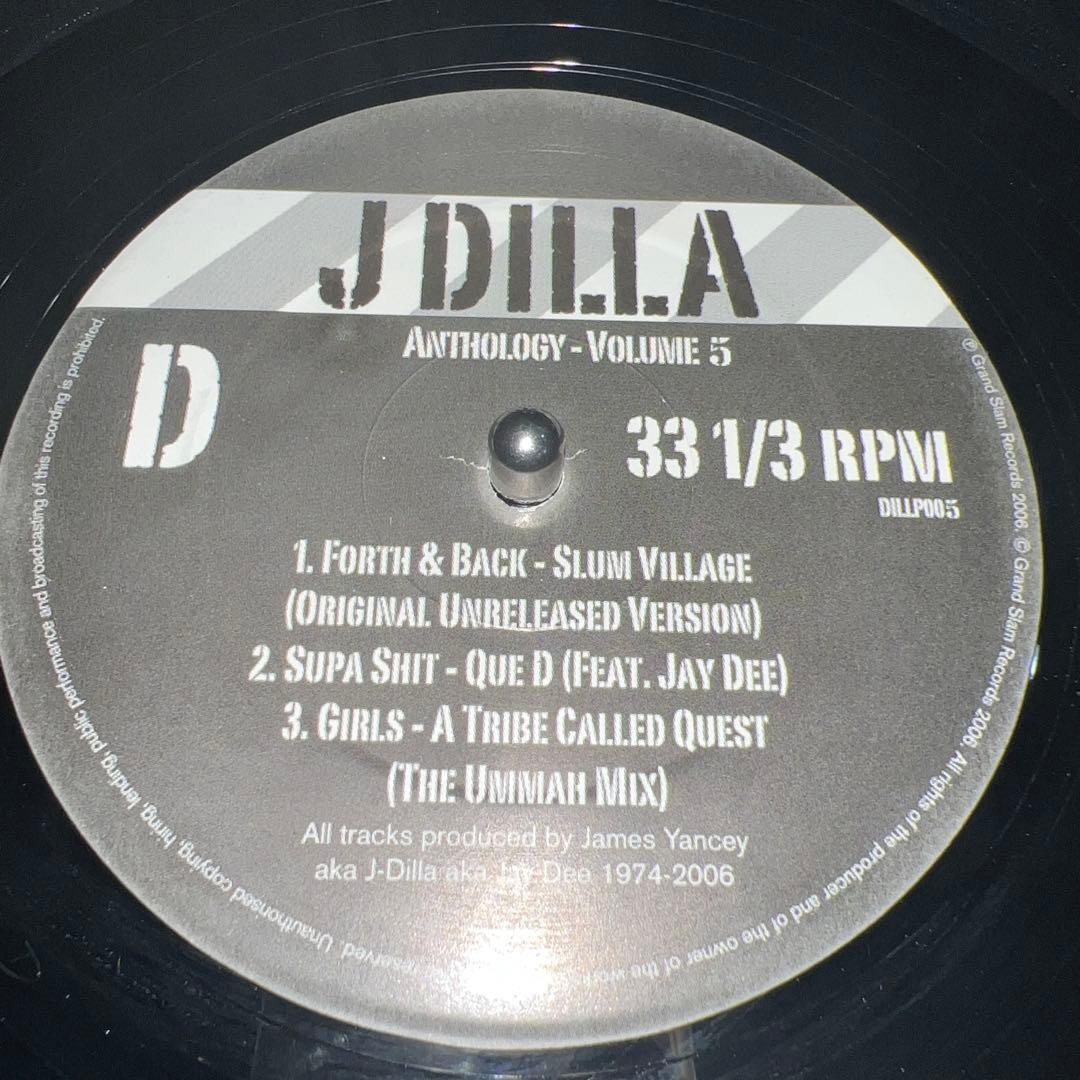 J DILLA
ANTHOLOGY - VOLUME 5
D
33 1/3 RPM
DILLP005
1. FORTH & BACK - SLUM VILLAGE
(ORIGINAL UNRELEASED VERSION)
2. SUPA SHIT - QUE D (FEAT. JAY DEE)
3. GIRLS - A TRIBE CALLED QUEST
(THE UMMAH MIX)
All tracks produced by James Yancey
aka J-Dilla aka Jay Dee 1974-2006
℗ Grand Slam Records 2006. © Grand Slam Records 2006. All rights of the producer and of the owner of the work reserved. Unauthorised copying, hiring, lending, public performance and broadcasting of this recording is prohibited.